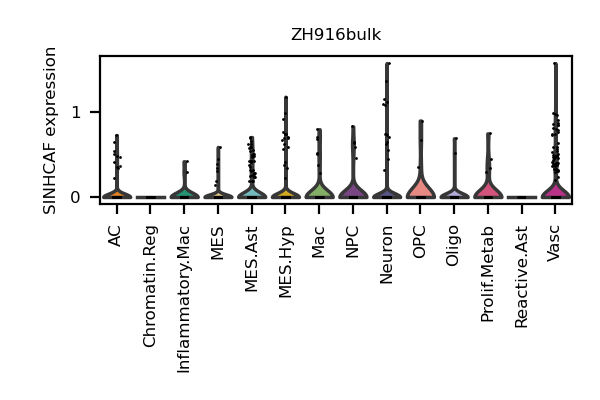 ZH916bulk
SINHCAF expression
1
0
AC
Chromatin.Reg
Inflammatory.Mac
MES
MES.Ast
MES.Hyp
Mac
NPC
Neuron
OPC
Oligo
Prolif.Metab
Reactive.Ast
Vasc